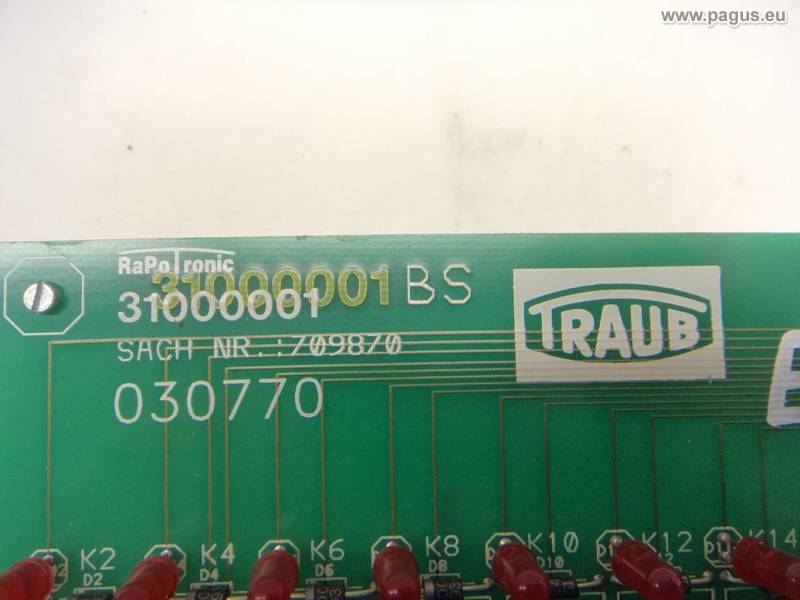 www.pagus.eu
RaPoTronic
31000001 BS
31000001
TRAUB
SACH NR.:709870
030770
K2 K4 K6 K8 K10 K12 K14
D2 D4 D6 D8 D10